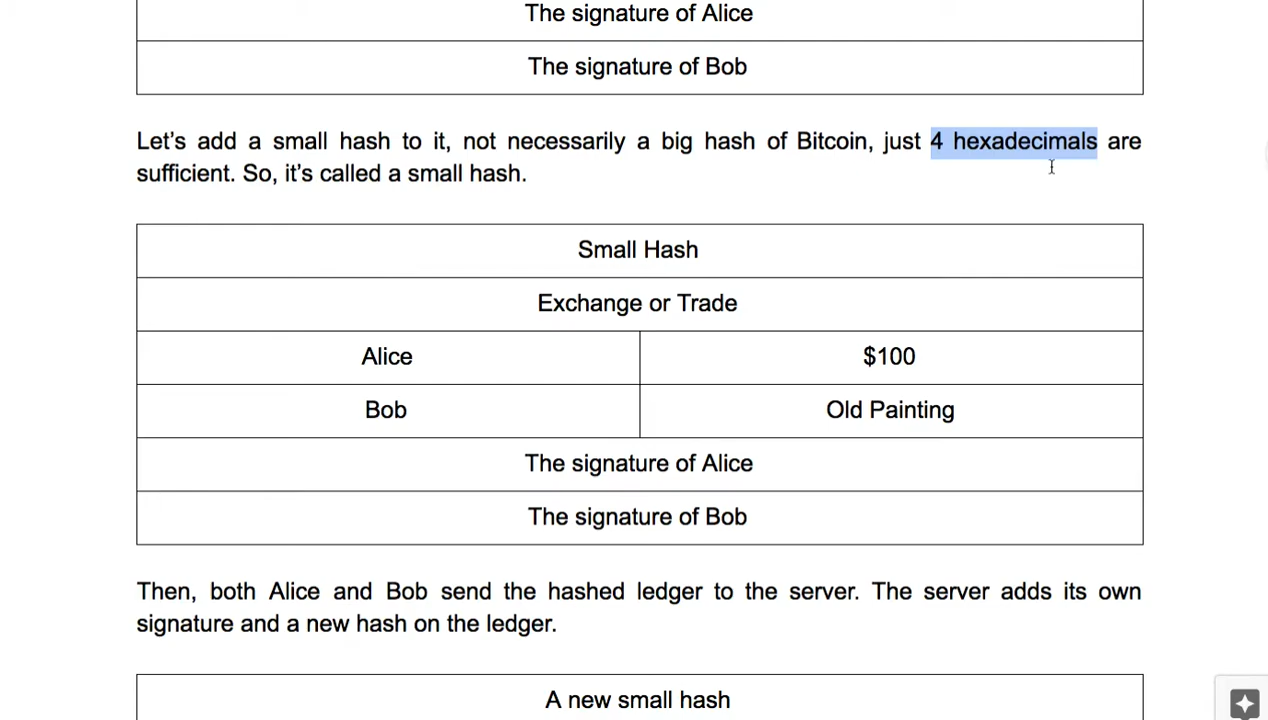 The signature of Alice
The signature of Bob
Let’s add a small hash to it, not necessarily a big hash of Bitcoin, just 4 hexadecimals are
sufficient. So, it’s called a small hash.
Small Hash
Exchange or Trade
Alice $100
Bob Old Painting
The signature of Alice
The signature of Bob
Then, both Alice and Bob send the hashed ledger to the server. The server adds its own
signature and a new hash on the ledger.
A new small hash